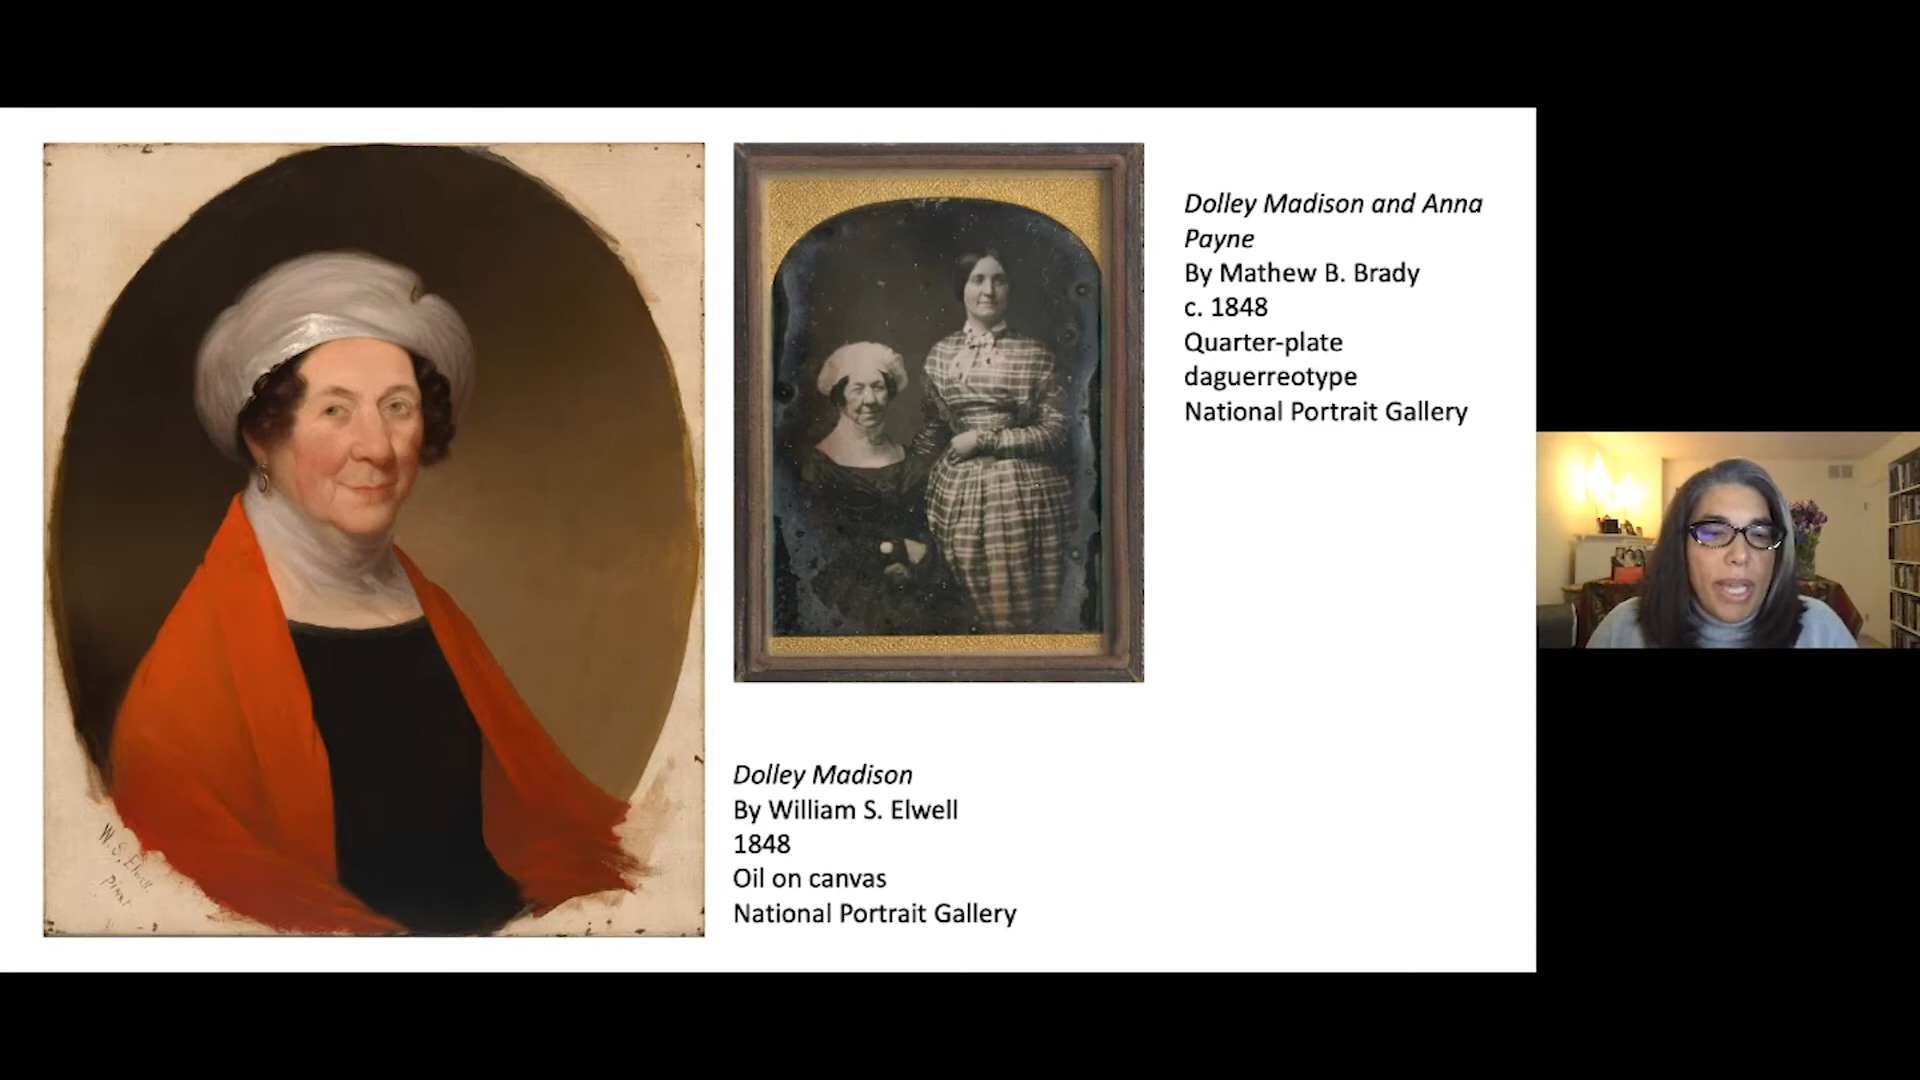 Dolley Madison and Anna
Payne
By Mathew B. Brady
c. 1848
Quarter-plate
daguerreotype
National Portrait Gallery
Dolley Madison
By William S. Elwell
1848
Oil on canvas
National Portrait Gallery
W. S. Elwell